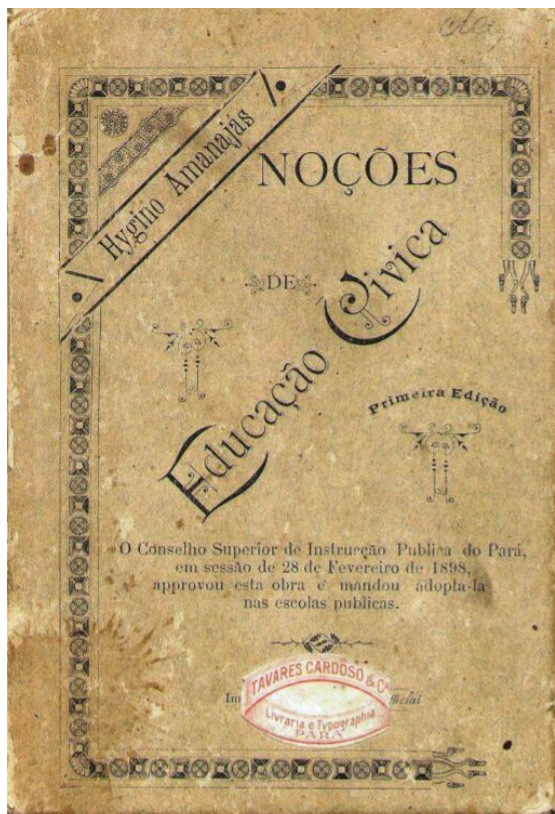 Hygino Amanajás
NOÇÕES
DE
Educação Civica
Primeira Edição
O Conselho Superior de Instrucção Publica do Pará,
em sessão de 28 de Fevereiro de 1898,
approvou esta obra e mandou adopta-la
nas escolas publicas.
TAVARES CARDOSO & Cª
Livraria e Typographia
PARÁ